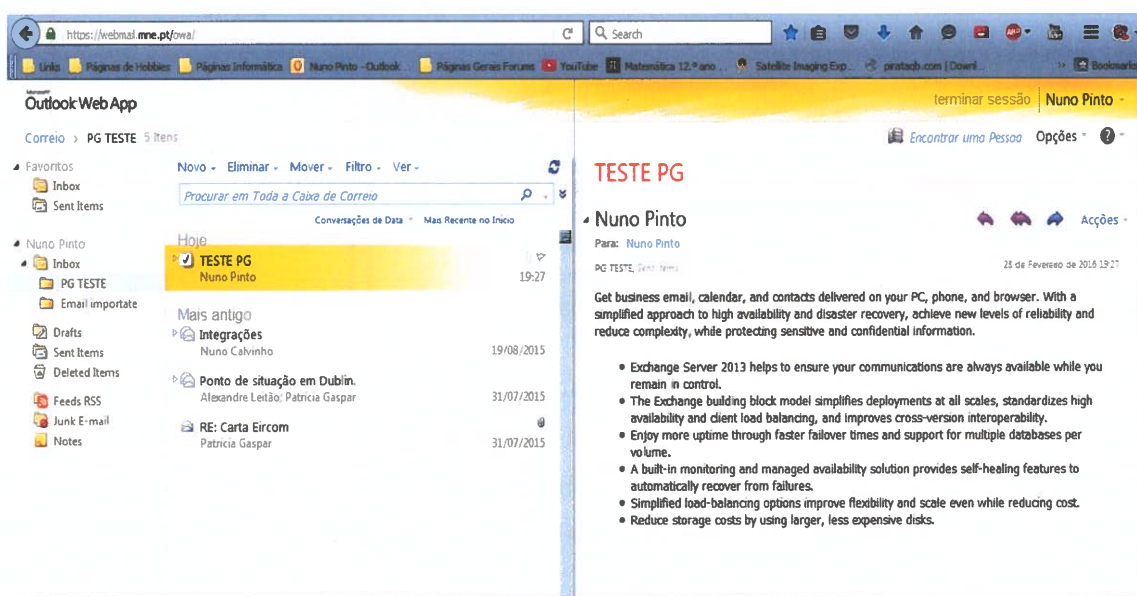 https://webmail.mne.pt/owa/
Search
Links
Páginas de Hobbies
Páginas Informática
Nuno Pinto - Outlook
Páginas Gerais Foruns
YouTube
Matemática 12.º ano
Satellite Imaging Exp...
pirataqb.com | Downl...
Bookmarks
Microsoft
Outlook Web App
terminar sessão
Nuno Pinto
Correio > PG TESTE 5 Itens
Encontrar uma Pessoa
Opções
Favoritos
Inbox
Sent Items
Nuno Pinto
Inbox
PG TESTE
Email importate
Drafts
Sent Items
Deleted Items
Feeds RSS
Junk E-mail
Notes
Novo Eliminar Mover Filtro Ver
Procurar em Toda a Caixa de Correio
Conversações de Data Mais Recente no Início
Hoje
TESTE PG
Nuno Pinto 19:27
Mais antigo
Integrações
Nuno Calvinho 19/08/2015
Ponto de situação em Dublin.
Alexandre Leitão; Patricia Gaspar 31/07/2015
RE: Carta Eircom
Patricia Gaspar 31/07/2015
TESTE PG
Nuno Pinto
Acções
Para: Nuno Pinto
PG TESTE, Sent Items
28 de Fevereiro de 2016 19:27
Get business email, calendar, and contacts delivered on your PC, phone, and browser. With a
simplified approach to high availability and disaster recovery, achieve new levels of reliability and
reduce complexity, while protecting sensitive and confidential information.
• Exchange Server 2013 helps to ensure your communications are always available while you
remain in control.
• The Exchange building block model simplifies deployments at all scales, standardizes high
availability and client load balancing, and improves cross-version interoperability.
• Enjoy more uptime through faster failover times and support for multiple databases per
volume.
• A built-in monitoring and managed availability solution provides self-healing features to
automatically recover from failures.
• Simplified load-balancing options improve flexibility and scale even while reducing cost.
• Reduce storage costs by using larger, less expensive disks.